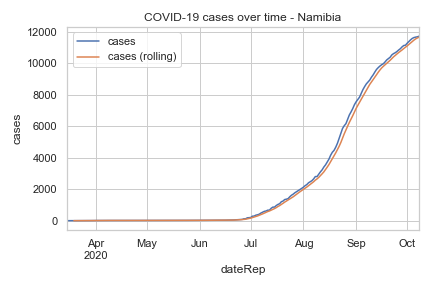 COVID-19 cases over time - Namibia
cases
cases (rolling)
12000
10000
8000
6000
4000
2000
0
cases
Apr
2020
May
Jun
Jul
Aug
Sep
Oct
dateRep